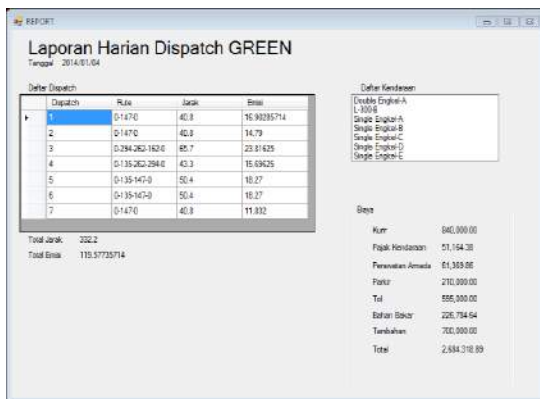 REPORT
Laporan Harian Dispatch GREEN
Tanggal 2014/01/04
Daftar Dispatch
Dispatch Rute Jarak Emisi
1 0-147-0 40.8 16.90285714
2 0-147-0 40.8 14.79
3 0-294-262-162-0 65.7 23.81625
4 0-135-262-294-0 43.3 15.69625
5 0-135-147-0 50.4 18.27
6 0-135-147-0 50.4 18.27
7 0-147-0 40.8 11.832
Total Jarak 332.2
Total Emisi 119.57735714
Daftar Kendaraan
Double Engkel-A
L-300-B
Single Engkel-A
Single Engkel-B
Single Engkel-C
Single Engkel-D
Single Engkel-E
Biaya
Kurir 840,000.00
Pajak Kendaraan 51,164.38
Perawatan Armada 61,369.86
Parkir 210,000.00
Tol 595,000.00
Bahan Bakar 226,784.64
Tambahan 700,000.00
Total 2,684,318.89